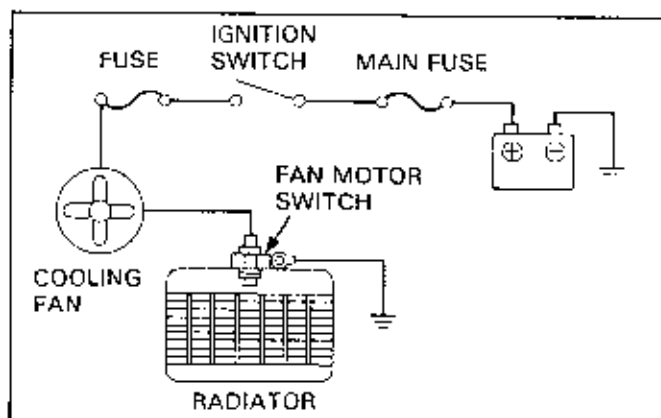 IGNITION
SWITCH
FUSE
MAIN FUSE
FAN MOTOR
SWITCH
COOLING
FAN
RADIATOR